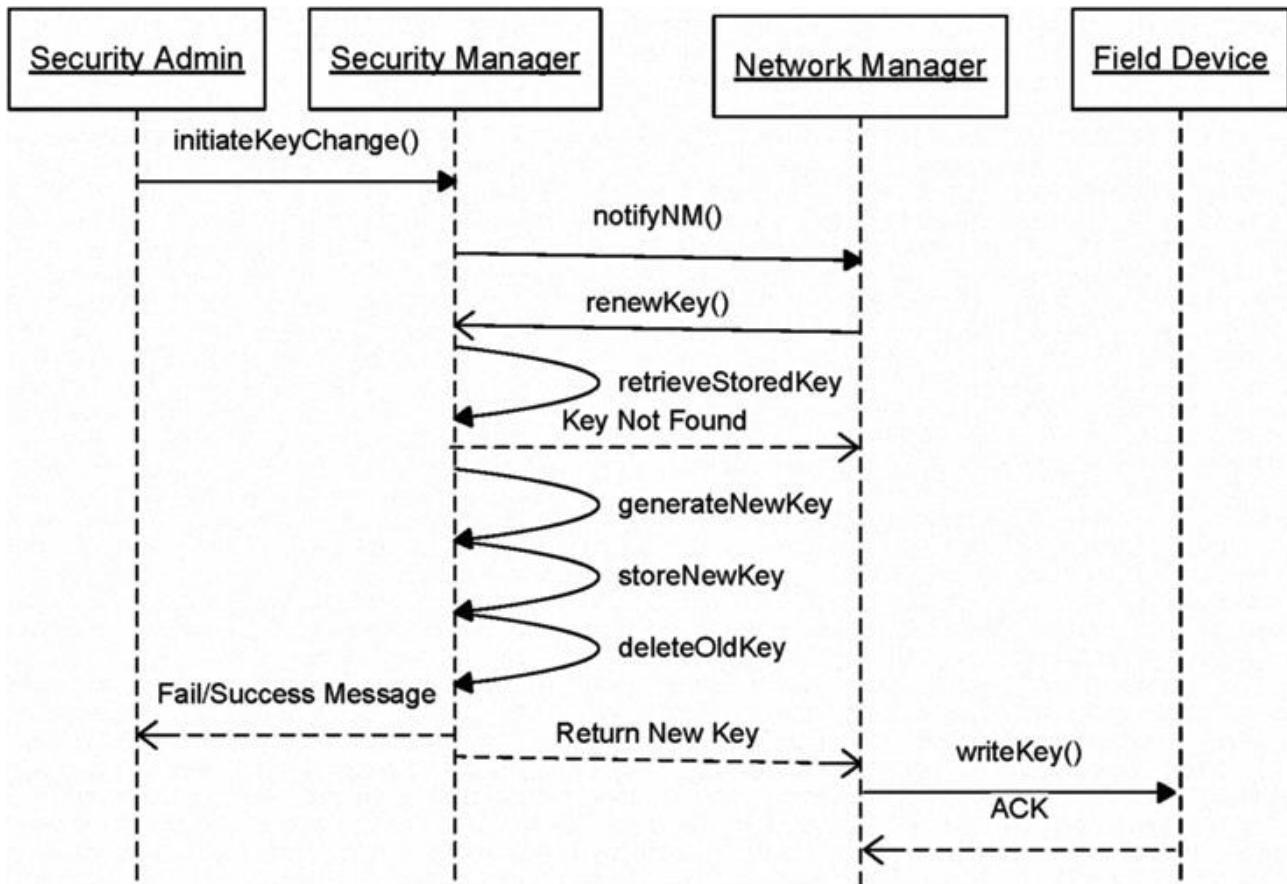 Security Admin
Security Manager
Network Manager
Field Device
initiateKeyChange()
notifyNM()
renewKey()
retrieveStoredKey
Key Not Found
generateNewKey
storeNewKey
deleteOldKey
Fail/Success Message
Return New Key
writeKey()
ACK